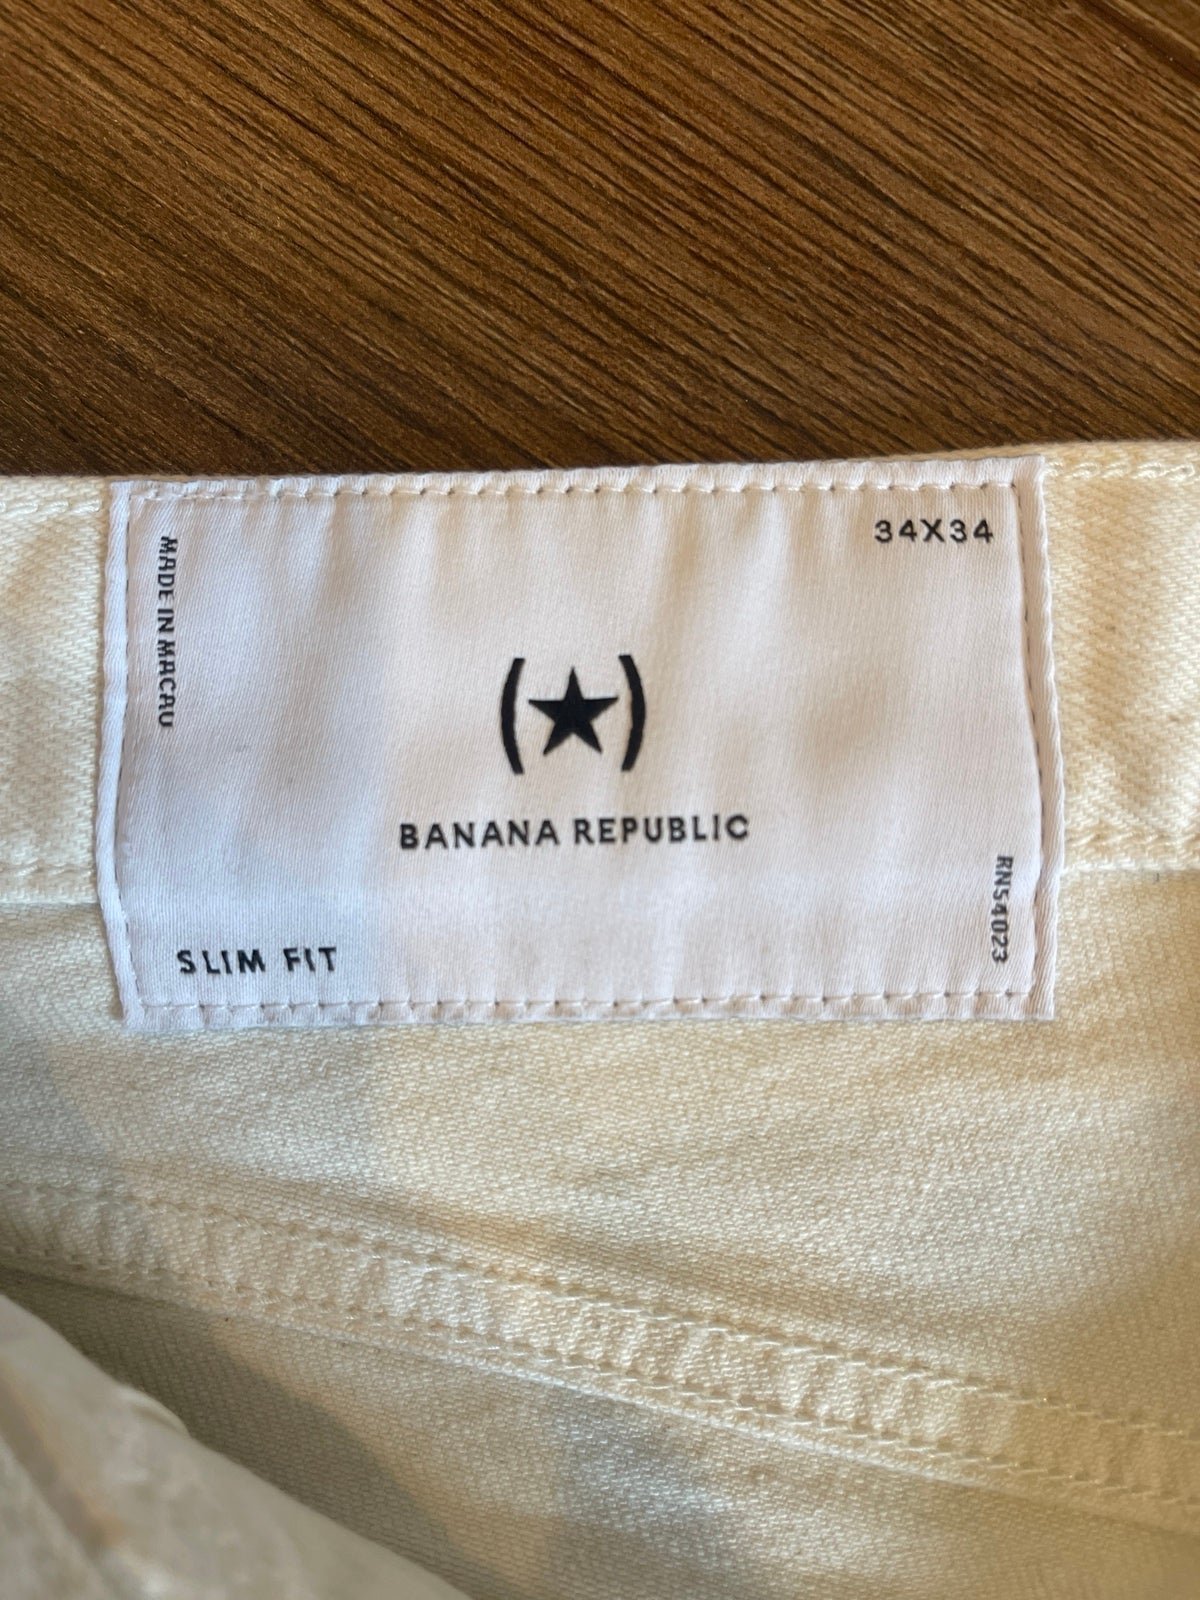 34X34
MADE IN MACAU
(★)
BANANA REPUBLIC
RN54023
SLIM FIT